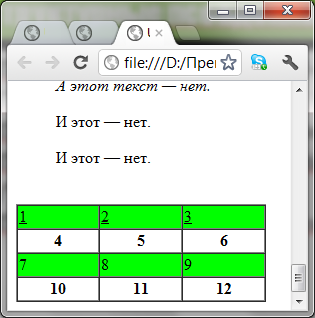 file:///D:/Пре
А этот текст — нет.
И этот — нет.
И этот — нет.
1 2 3
4 5 6
7 8 9
10 11 12